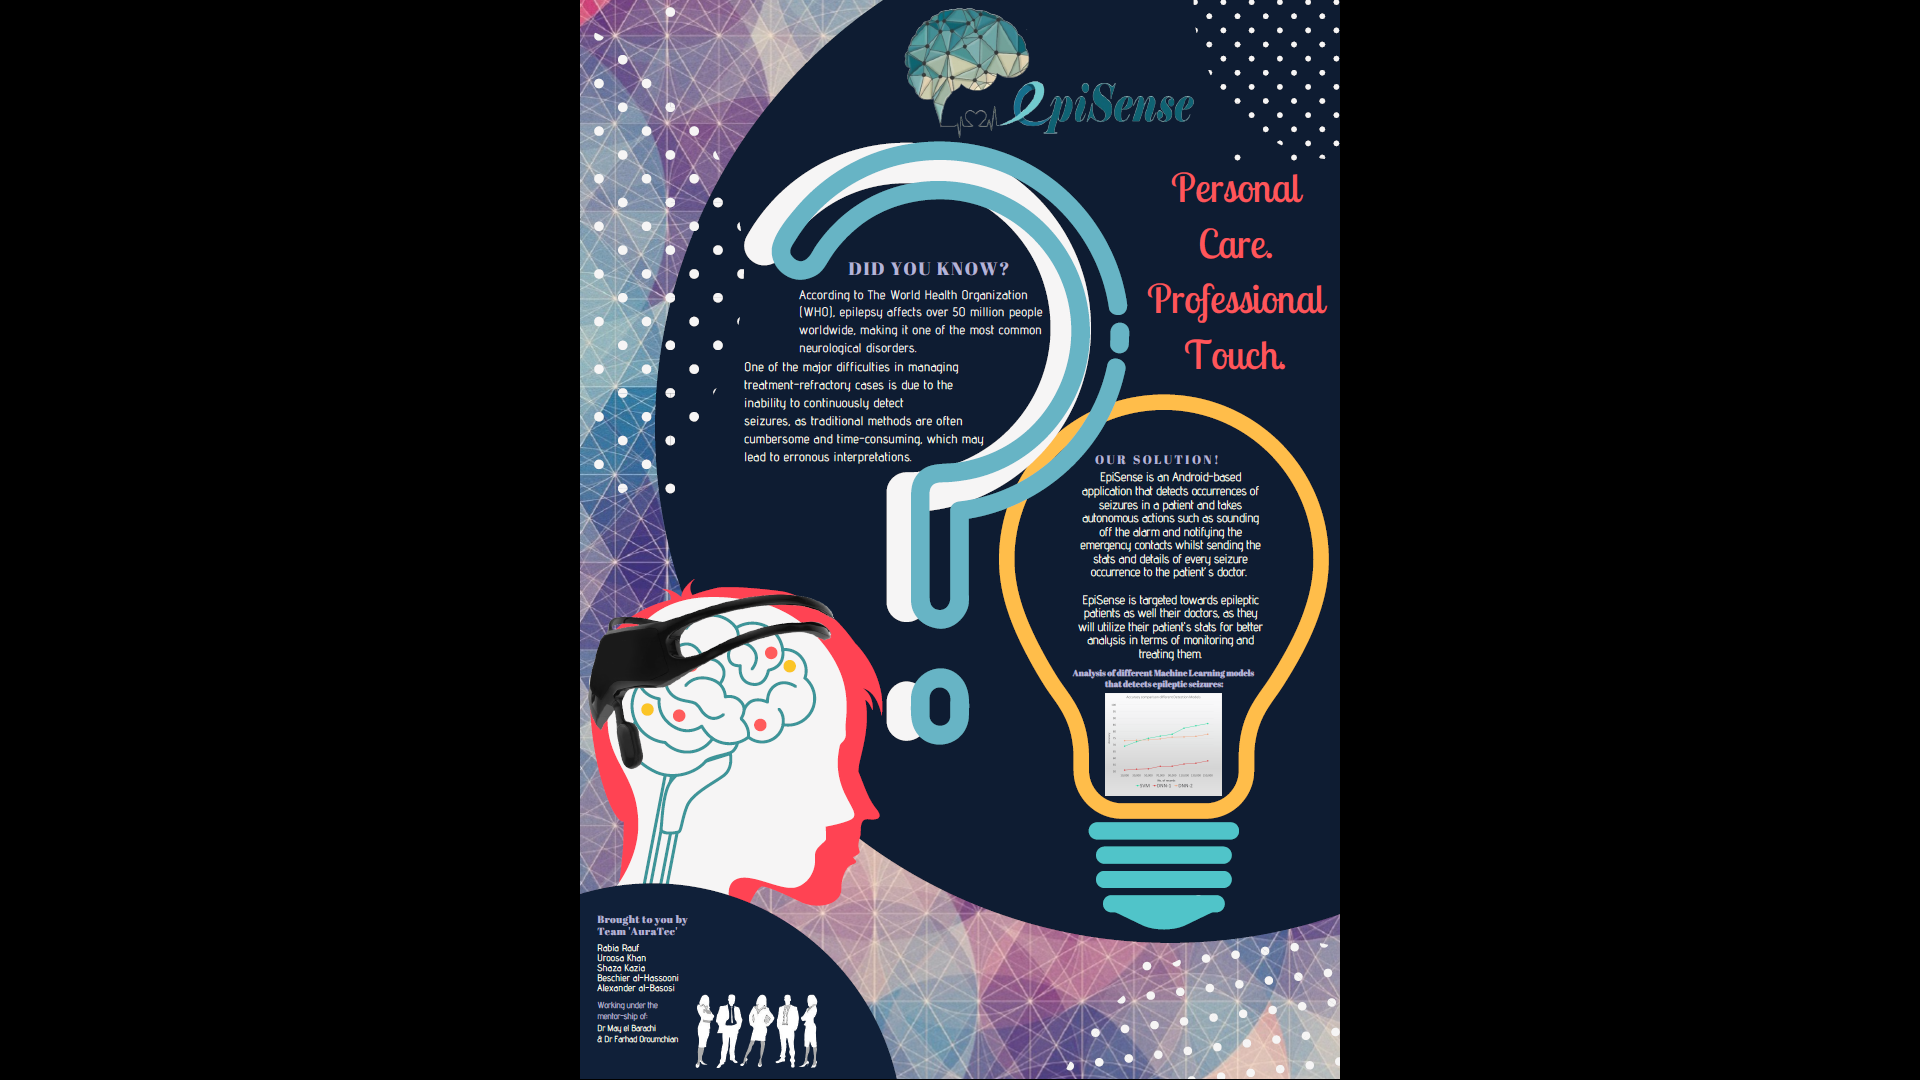 epiSense
Personal
Care.
Professional
Touch.
DID YOU KNOW?
According to The World Health Organization
(WHO), epilepsy affects over 50 million people
worldwide, making it one of the most common
neurological disorders.
One of the major difficulties in managing
treatment-refractory cases is due to the
inability to continuously detect
seizures, as traditional methods are often
cumbersome and time-consuming, which may
lead to erronous interpretations.
OUR SOLUTION!
EpiSense is an Android-based
application that detects occurrences of
seizures in a patient and takes
autonomous actions such as sounding
off the alarm and notifying the
emergency contacts whilst sending the
stats and details of every seizure
occurrence to the patient's doctor.
EpiSense is targeted towards epileptic
patients as well their doctors, as they
will utilize their patient's stats for better
analysis in terms of monitoring and
treating them.
Analysis of different Machine Learning models
that detects epileptic seizures:
SVM DNN-1 DNN-2
Brought to you by
Team 'AuraTec'
Rabia Rauf
Uroosa Khan
Shaza Kazia
Beschier al-Hassooni
Alexander al-Basosi
Working under the
mentor-ship of:
Dr May el Barachi
& Dr Farhad Oroumchian